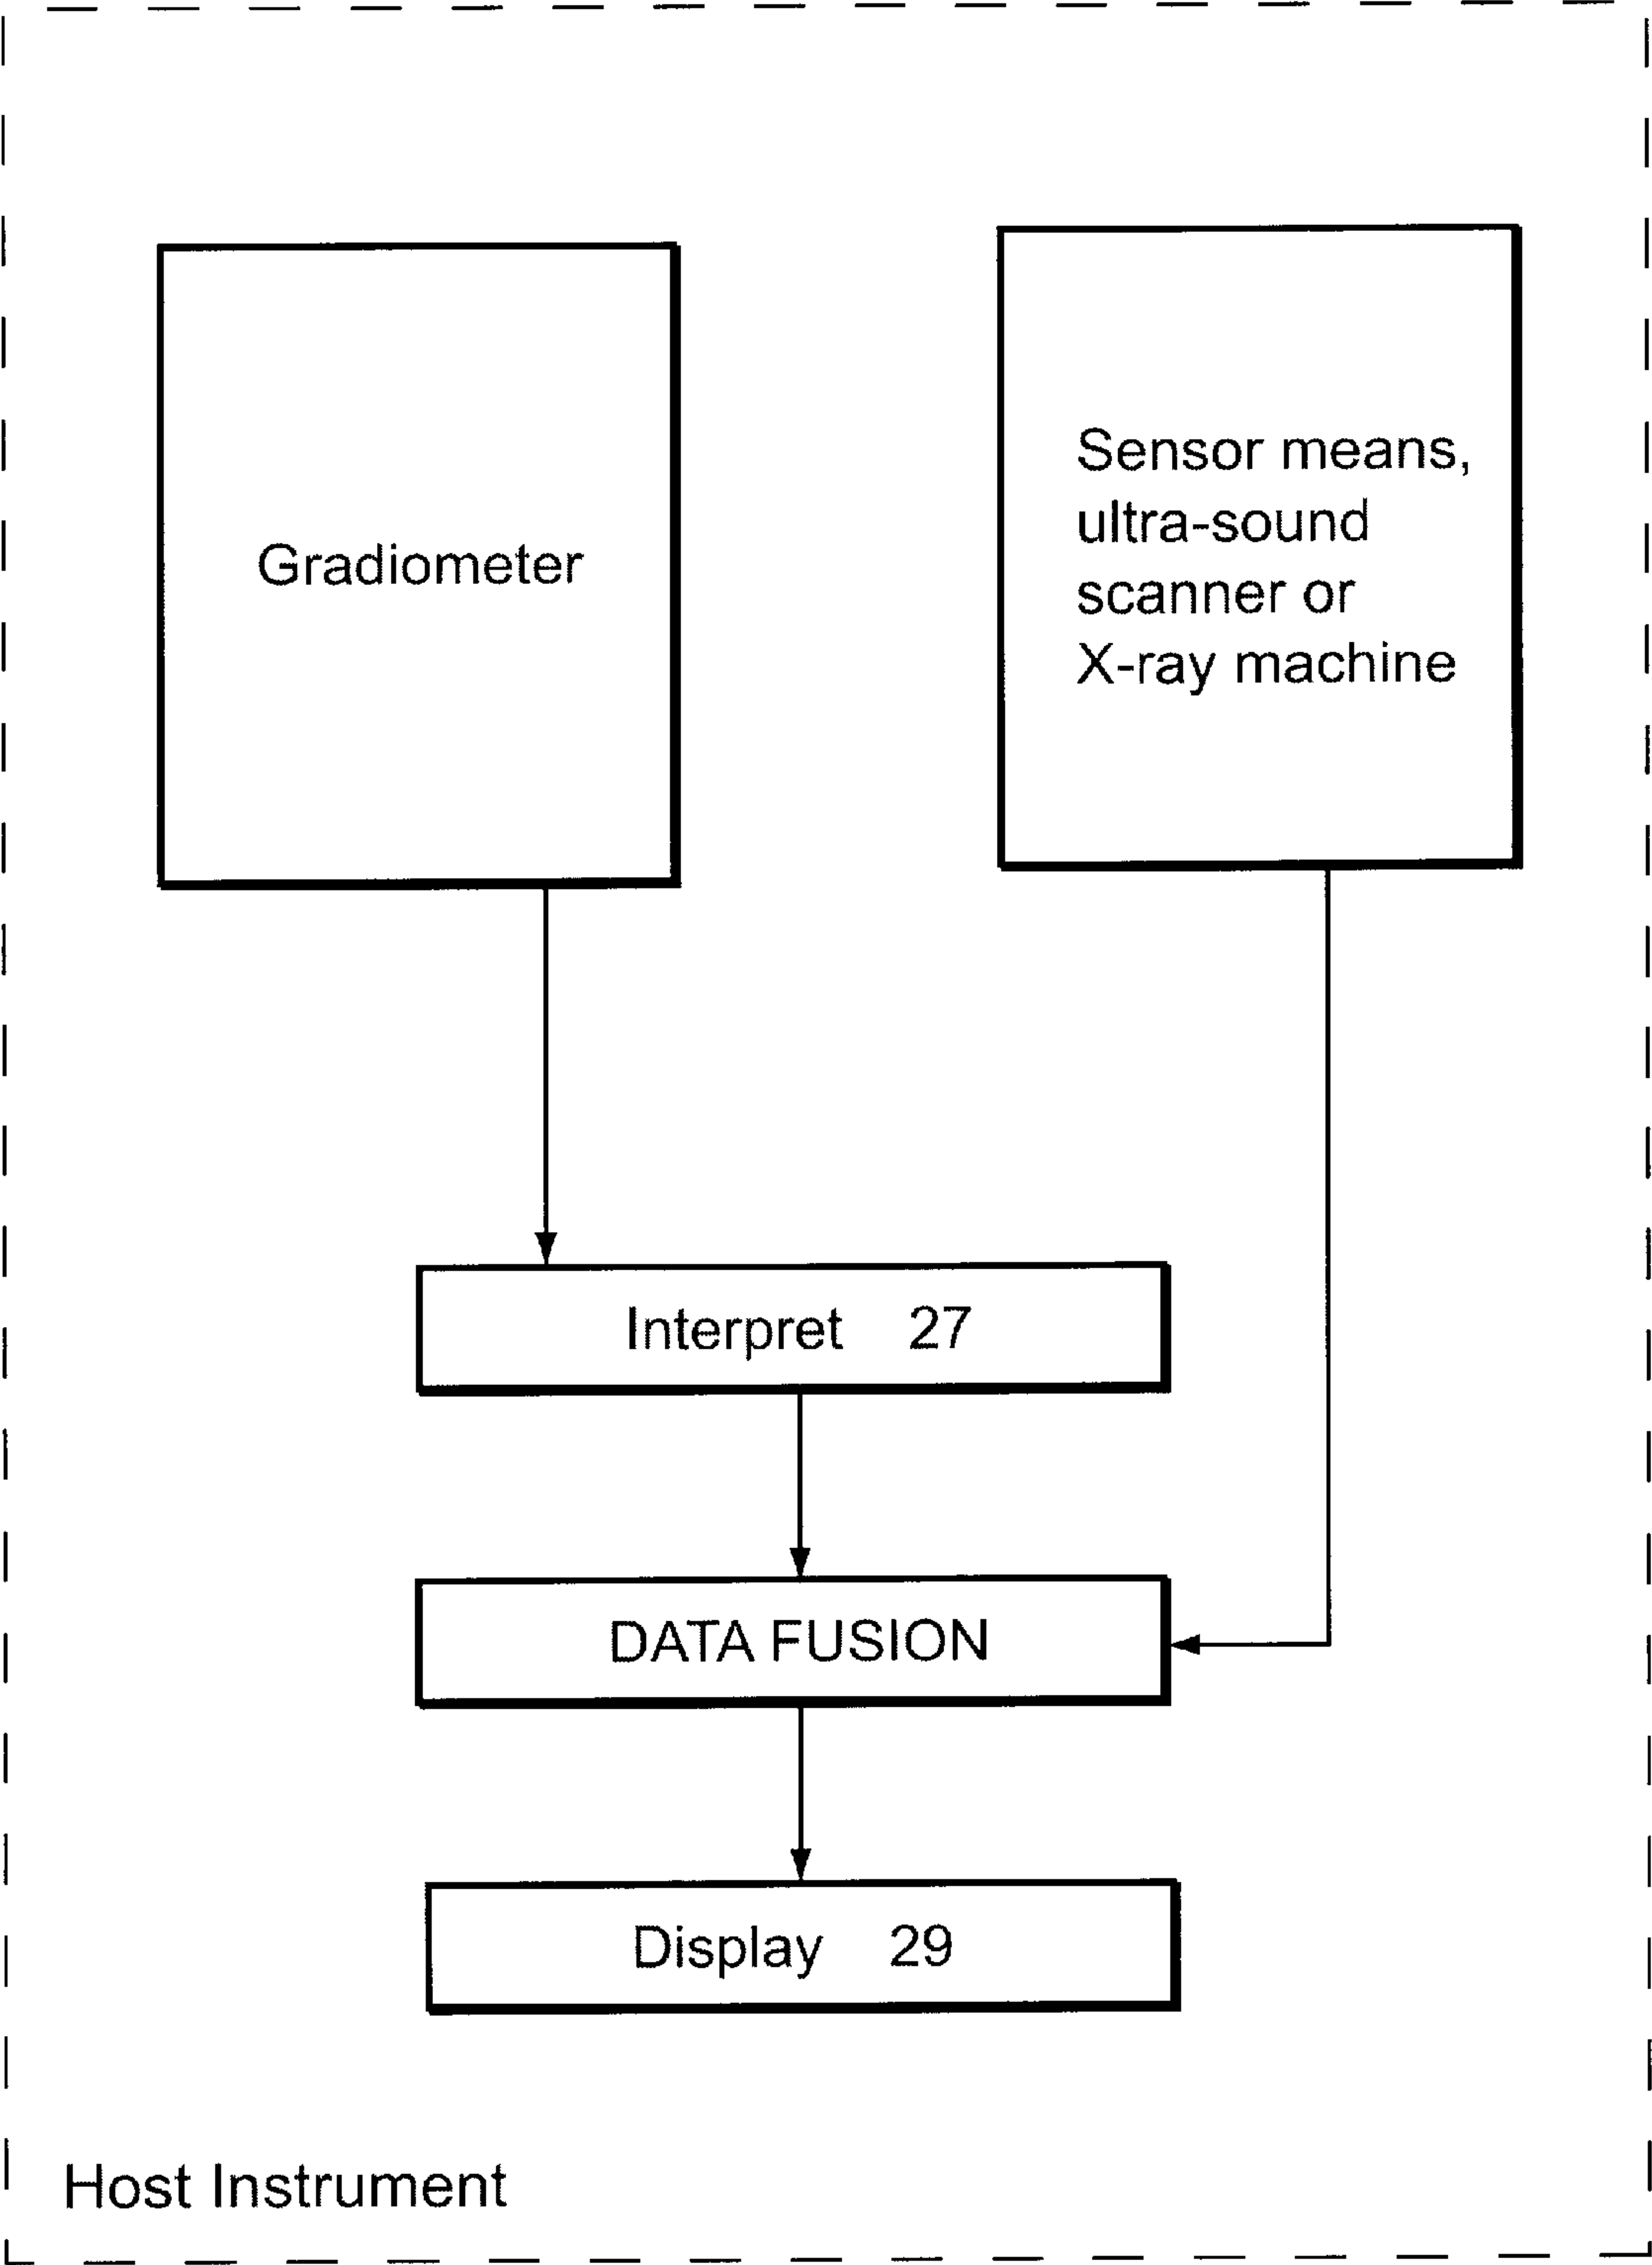 Gradiometer
Sensor means,
ultra-sound
scanner or
X-ray machine
Interpret 27
DATA FUSION
Display 29
Host Instrument